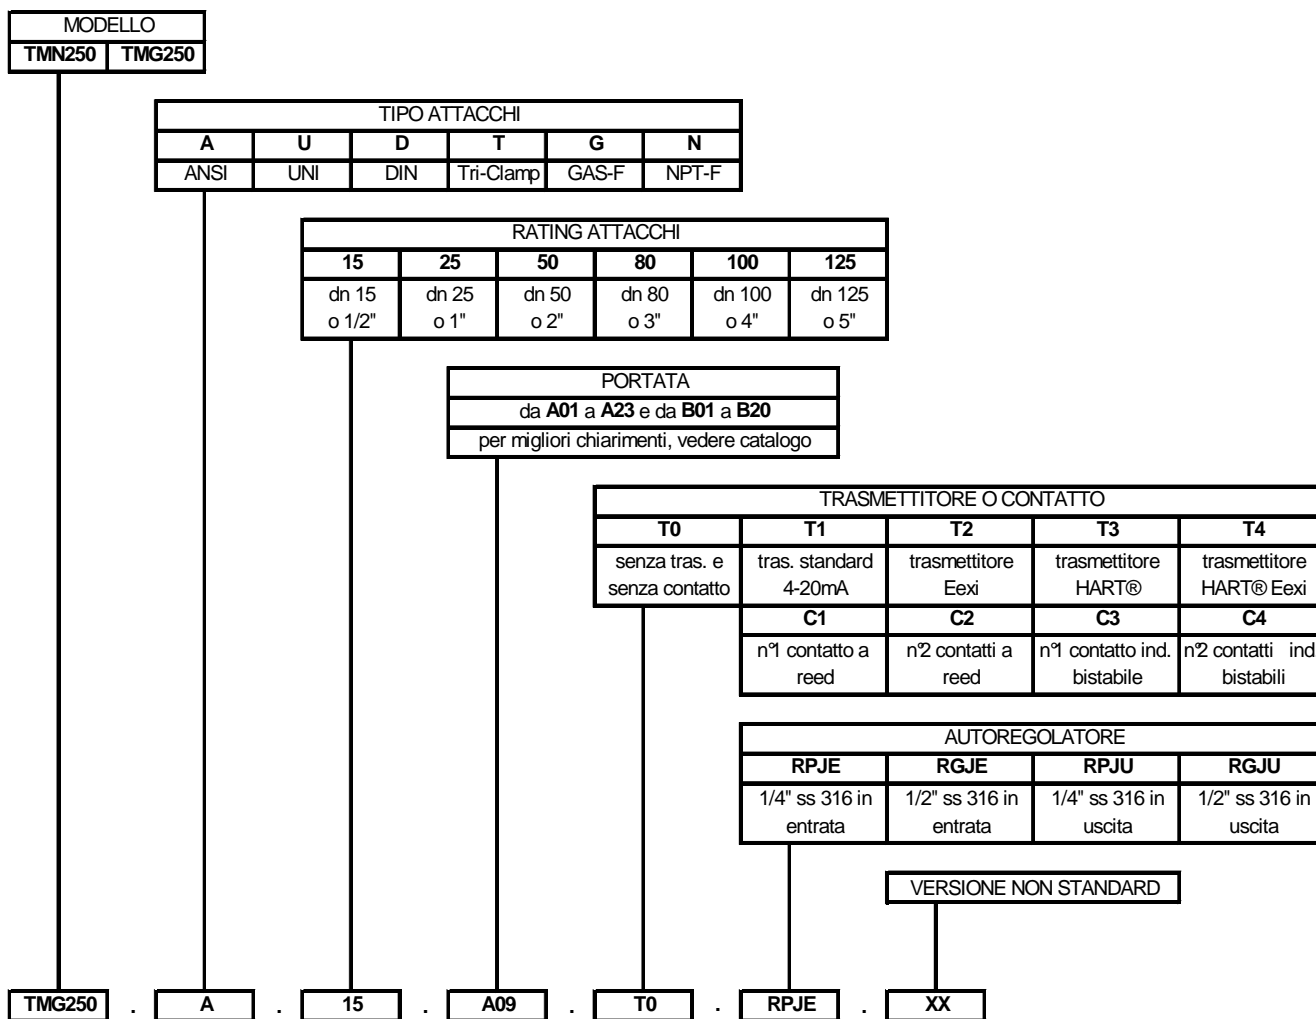 MODELLO
TMN250 TMG250
TIPO ATTACCHI
A U D T G N
ANSI UNI DIN Tri-Clamp GAS-F NPT-F
RATING ATTACCHI
15 25 50 80 100 125
dn 15 dn 25 dn 50 dn 80 dn 100 dn 125
o 1/2" o 1" o 2" o 3" o 4" o 5"
PORTATA
da A01 a A23 e da B01 a B20
per migliori chiarimenti, vedere catalogo
TRASMETTITORE O CONTATTO
T0 T1 T2 T3 T4
senza tras. e tras. standard trasmettitore trasmettitore trasmettitore
senza contatto 4-20mA Eexi HART® HART® Eexi
C1 C2 C3 C4
n°1 contatto a n°2 contatti a n°1 contatto ind. n°2 contatti ind
reed reed bistabile bistabili
AUTOREGOLATORE
RPJE RGJE RPJU RGJU
1/4" ss 316 in 1/2" ss 316 in 1/4" ss 316 in 1/2" ss 316 in
entrata entrata uscita uscita
VERSIONE NON STANDARD
TMG250 . A . 15 . A09 . T0 . RPJE . XX